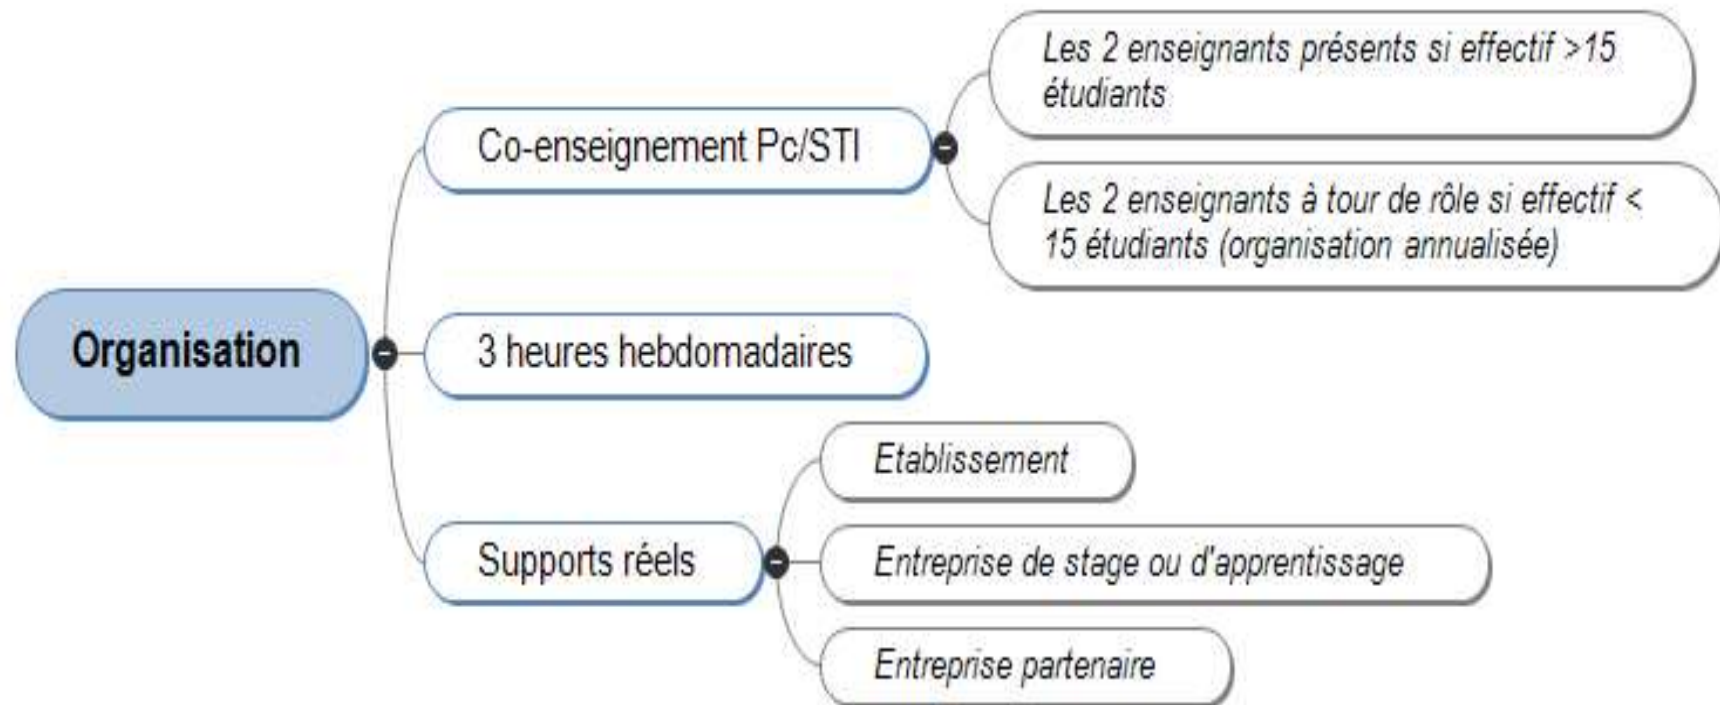 Organisation
Co-enseignement Pc/STI
Les 2 enseignants présents si effectif >15
étudiants
Les 2 enseignants à tour de rôle si effectif <
15 étudiants (organisation annualisée)
3 heures hebdomadaires
Supports réels
Etablissement
Entreprise de stage ou d'apprentissage
Entreprise partenaire